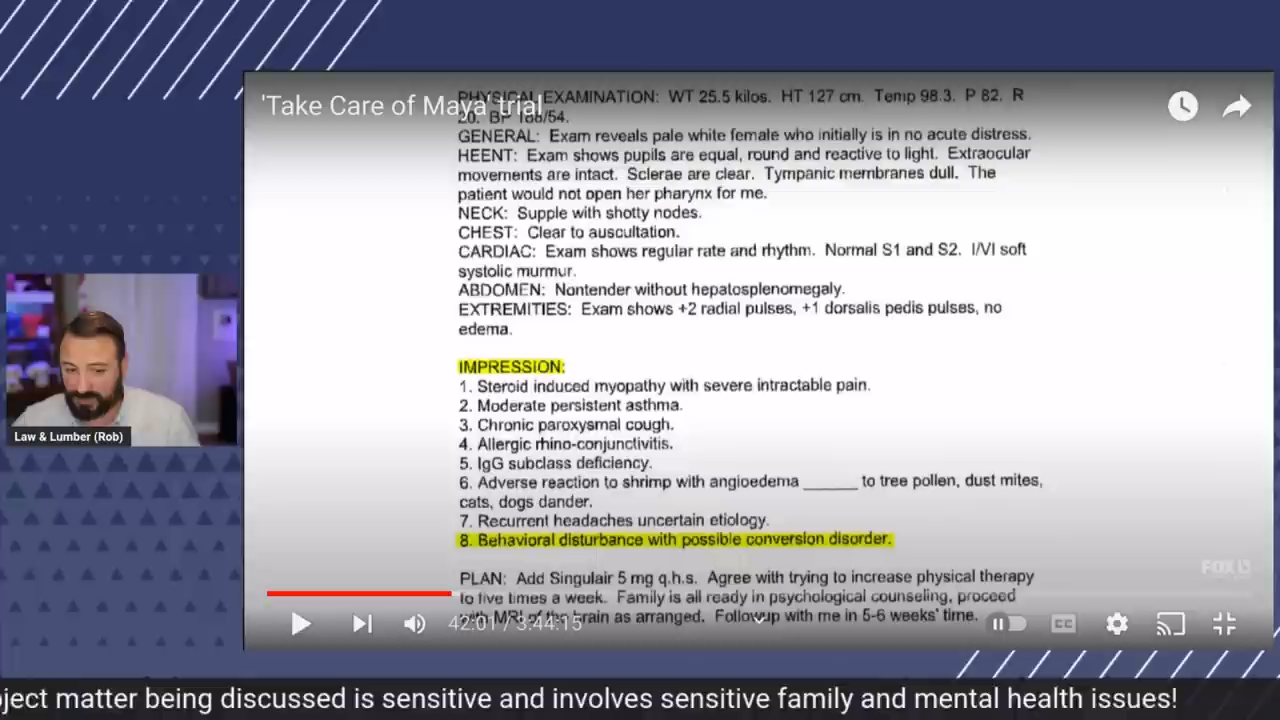 'Take Care of Maya' trial
PHYSICAL EXAMINATION: WT 25.5 kilos. HT 127 cm. Temp 98.3. P 82. R
20. BP /54.
GENERAL: Exam reveals pale white female who initially is in no acute distress.
HEENT: Exam shows pupils are equal, round and reactive to light. Extraocular
movements are intact. Sclerae are clear. Tympanic membranes dull. The
patient would not open her pharynx for me.
NECK: Supple with shotty nodes.
CHEST: Clear to auscultation.
CARDIAC: Exam shows regular rate and rhythm. Normal S1 and S2. I/VI soft
systolic murmur.
ABDOMEN: Nontender without hepatosplenomegaly.
EXTREMITIES: Exam shows +2 radial pulses, +1 dorsalis pedis pulses, no
edema.
IMPRESSION:
1. Steroid induced myopathy with severe intractable pain.
2. Moderate persistent asthma.
3. Chronic paroxysmal cough.
4. Allergic rhino-conjunctivitis.
5. IgG subclass deficiency.
6. Adverse reaction to shrimp with angioedema ______ to tree pollen, dust mites,
cats, dogs dander.
7. Recurrent headaches uncertain etiology.
8. Behavioral disturbance with possible conversion disorder.
PLAN: Add Singulair 5 mg q.h.s. Agree with trying to increase physical therapy
to five times a week. Family is all ready in psychological counseling, proceed
with MRI of the brain as arranged. Followup with me in 5-6 weeks' time.
FOX 13
42:01 / 3:44:15
CC
Law & Lumber (Rob)
oject matter being discussed is sensitive and involves sensitive family and mental health issues!